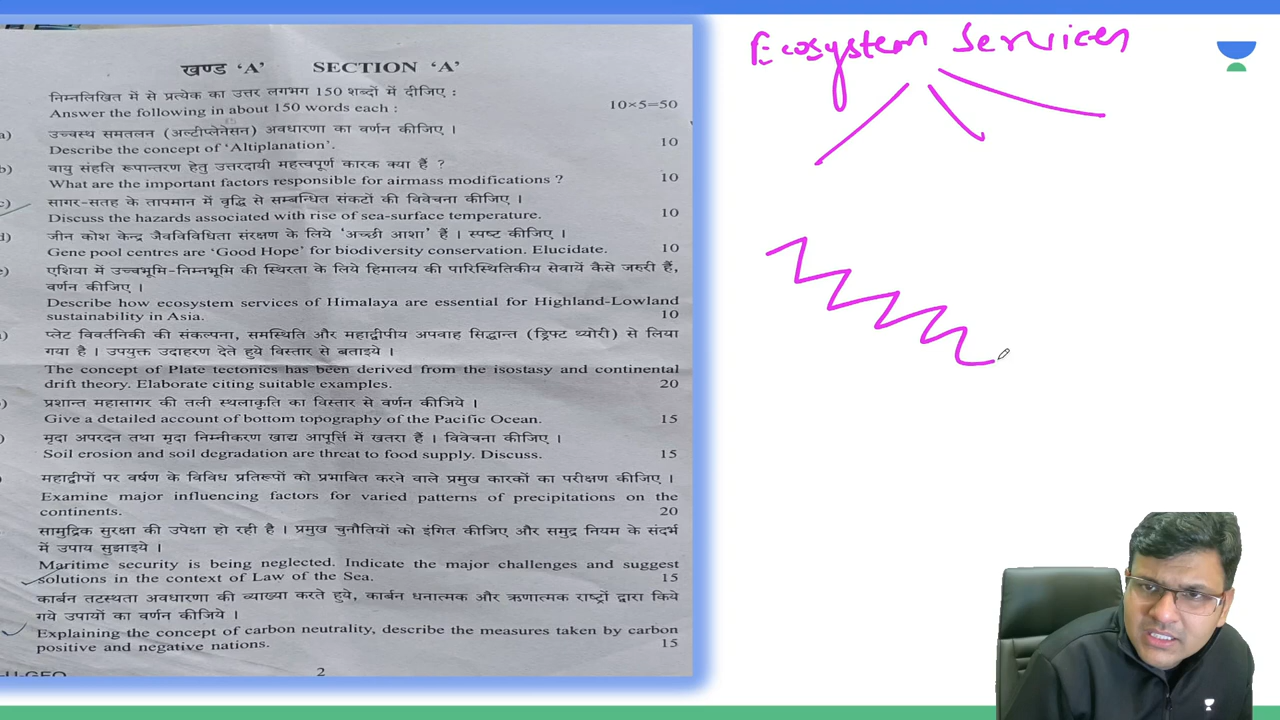 Ecosystem Services
खण्ड 'A' SECTION 'A'
निम्नलिखित में से प्रत्येक का उत्तर लगभग 150 शब्दों में दीजिए :
Answer the following in about 150 words each : 10×5=50
a) उच्चस्थ समतलन (अल्टीप्लेनेसन) अवधारणा का वर्णन कीजिए ।
Describe the concept of 'Altiplanation'. 10
b) वायु संहति रूपान्तरण हेतु उत्तरदायी महत्त्वपूर्ण कारक क्या हैं ?
What are the important factors responsible for airmass modifications ? 10
c) सागर-सतह के तापमान में वृद्धि से सम्बन्धित संकटों की विवेचना कीजिए ।
Discuss the hazards associated with rise of sea-surface temperature. 10
d) जीन कोश केन्द्र जैवविविधिता संरक्षण के लिये 'अच्छी आशा' हैं । स्पष्ट कीजिए ।
Gene pool centres are 'Good Hope' for biodiversity conservation. Elucidate. 10
e) एशिया में उच्चभूमि-निम्नभूमि की स्थिरता के लिये हिमालय की पारिस्थितिकीय सेवायें कैसे जरुरी हैं,
वर्णन कीजिए ।
Describe how ecosystem services of Himalaya are essential for Highland-Lowland
sustainability in Asia. 10
प्लेट विवर्तनिकी की संकल्पना, समस्थिति और महाद्वीपीय अपवाह सिद्धान्त (ड्रिफ्ट थ्योरी) से लिया
गया है । उपयुक्त उदाहरण देते हुये विस्तार से बताइये ।
The concept of Plate tectonics has been derived from the isostasy and continental
drift theory. Elaborate citing suitable examples. 20
प्रशान्त महासागर की तली स्थलाकृति का विस्तार से वर्णन कीजिये ।
Give a detailed account of bottom topography of the Pacific Ocean. 15
मृदा अपरदन तथा मृदा निम्नीकरण खाद्य आपूर्त्ति में खतरा हैं । विवेचना कीजिए ।
Soil erosion and soil degradation are threat to food supply. Discuss. 15
महाद्वीपों पर वर्षण के विविध प्रतिरूपों को प्रभावित करने वाले प्रमुख कारकों का परीक्षण कीजिए ।
Examine major influencing factors for varied patterns of precipitations on the
continents. 20
सामुद्रिक सुरक्षा की उपेक्षा हो रही है । प्रमुख चुनौतियों को इंगित कीजिए और समुद्र नियम के संदर्भ
में उपाय सुझाइये ।
Maritime security is being neglected. Indicate the major challenges and suggest
solutions in the context of Law of the Sea. 15
कार्बन तटस्थता अवधारणा की व्याख्या करते हुये, कार्बन धनात्मक और ऋणात्मक राष्ट्रों द्वारा किये
गये उपायों का वर्णन कीजिये ।
Explaining the concept of carbon neutrality, describe the measures taken by carbon
positive and negative nations. 15
2